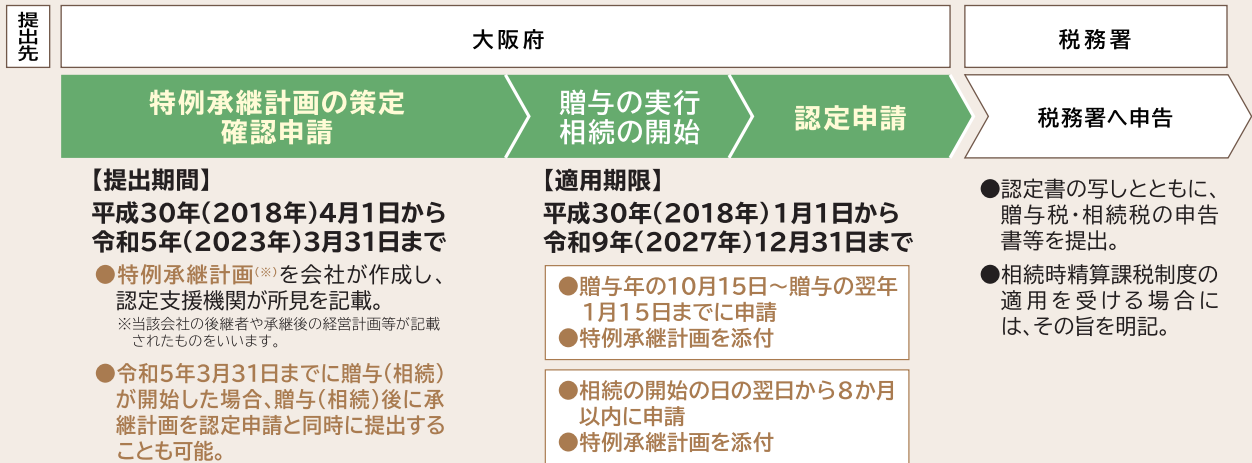 提出先
大阪府
税務署
特例承継計画の策定
確認申請
贈与の実行
相続の開始
認定申請
税務署へ申告
【提出期間】
平成30年(2018年)4月1日から
令和5年(2023年)3月31日まで
●特例承継計画(※)を会社が作成し、
認定支援機関が所見を記載。
※当該会社の後継者や承継後の経営計画等が記載
されたものをいいます。
●令和5年3月31日までに贈与(相続)
が開始した場合、贈与(相続)後に承
継計画を認定申請と同時に提出する
ことも可能。
【適用期限】
平成30年(2018年)1月1日から
令和9年(2027年)12月31日まで
●贈与年の10月15日〜贈与の翌年
1月15日までに申請
●特例承継計画を添付
●相続の開始の日の翌日から8か月
以内に申請
●特例承継計画を添付
●認定書の写しとともに、
贈与税・相続税の申告
書等を提出。
●相続時精算課税制度の
適用を受ける場合に
は、その旨を明記。